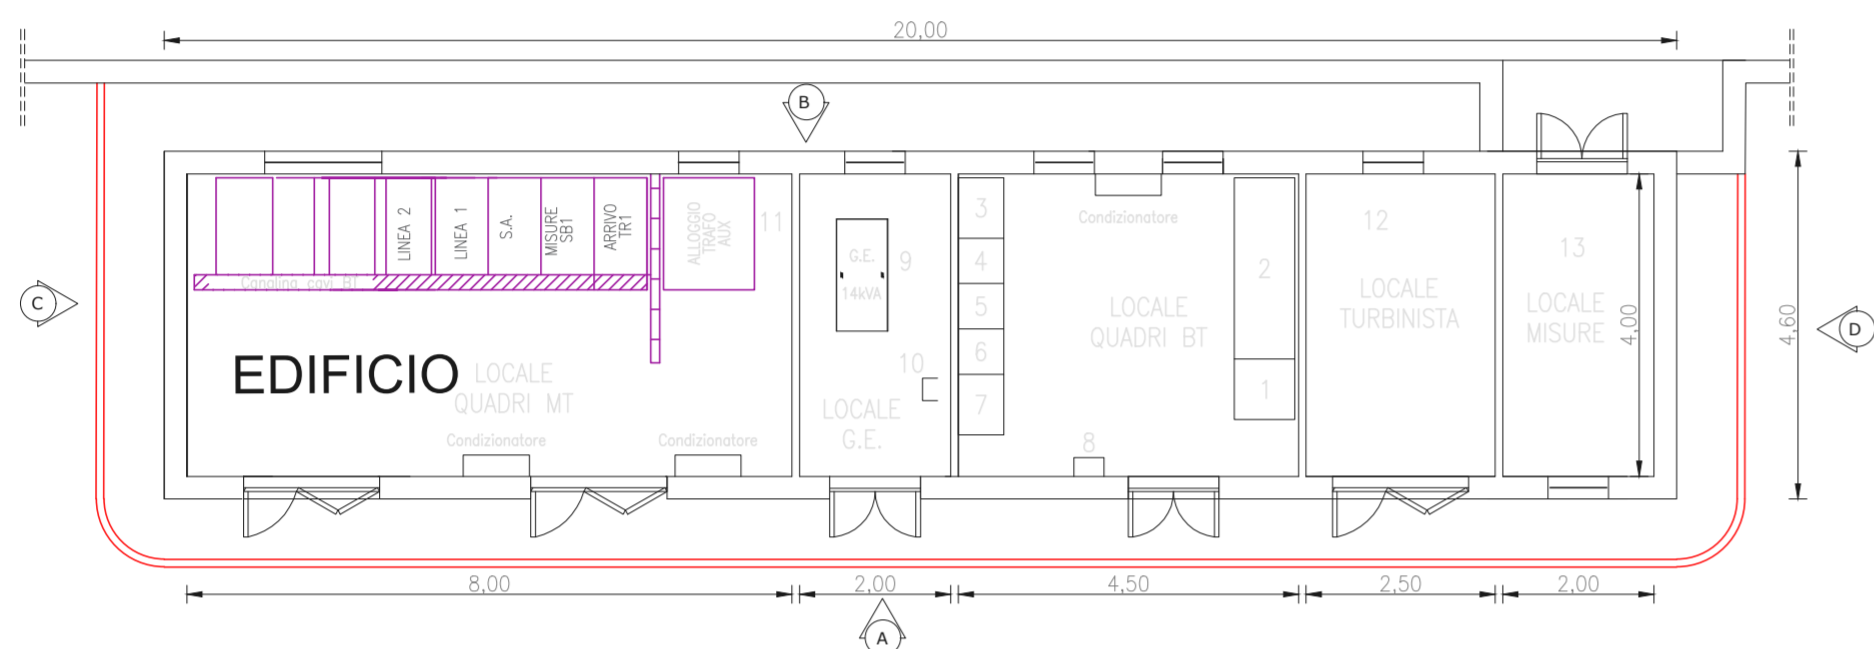 20,00
B
C
D
A
LINEA 2
LINEA 1
S.A.
MISURE
SB1
ARRIVO
TR1
ALLOGGIO
TRAFO
AUX
11
Canalina cavi BT
EDIFICIO
LOCALE
QUADRI MT
Condizionatore
Condizionatore
G.E.
14kVA
9
10
LOCALE
G.E.
3
4
5
6
7
8
Condizionatore
LOCALE
QUADRI BT
2
1
12
LOCALE
TURBINISTA
13
LOCALE
MISURE
4,00
4,60
8,00
2,00
4,50
2,50
2,00